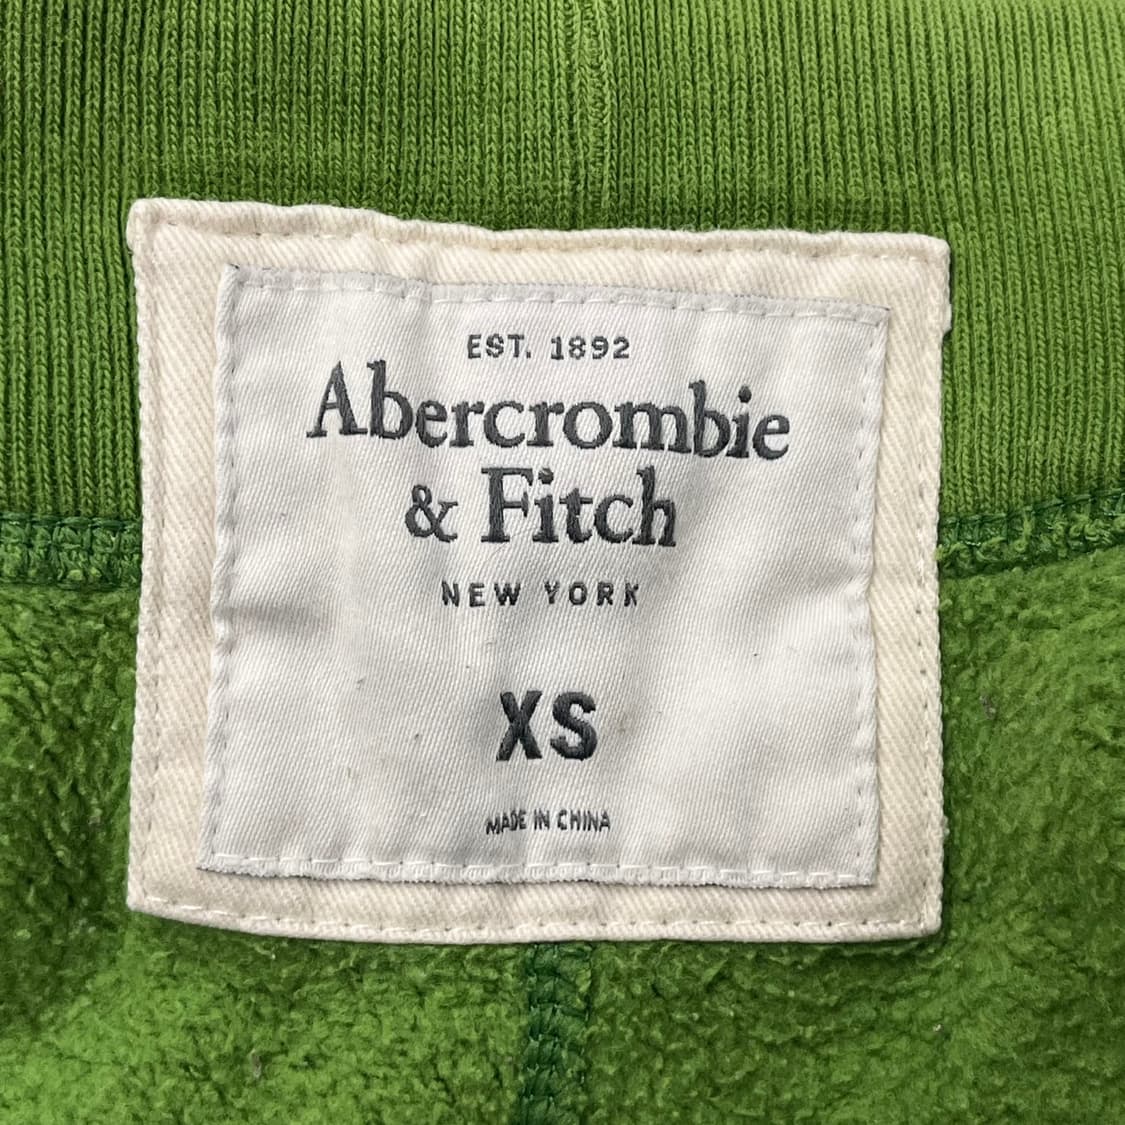 EST. 1892
Abercrombie
& Fitch
NEW YORK
XS
MADE IN CHINA